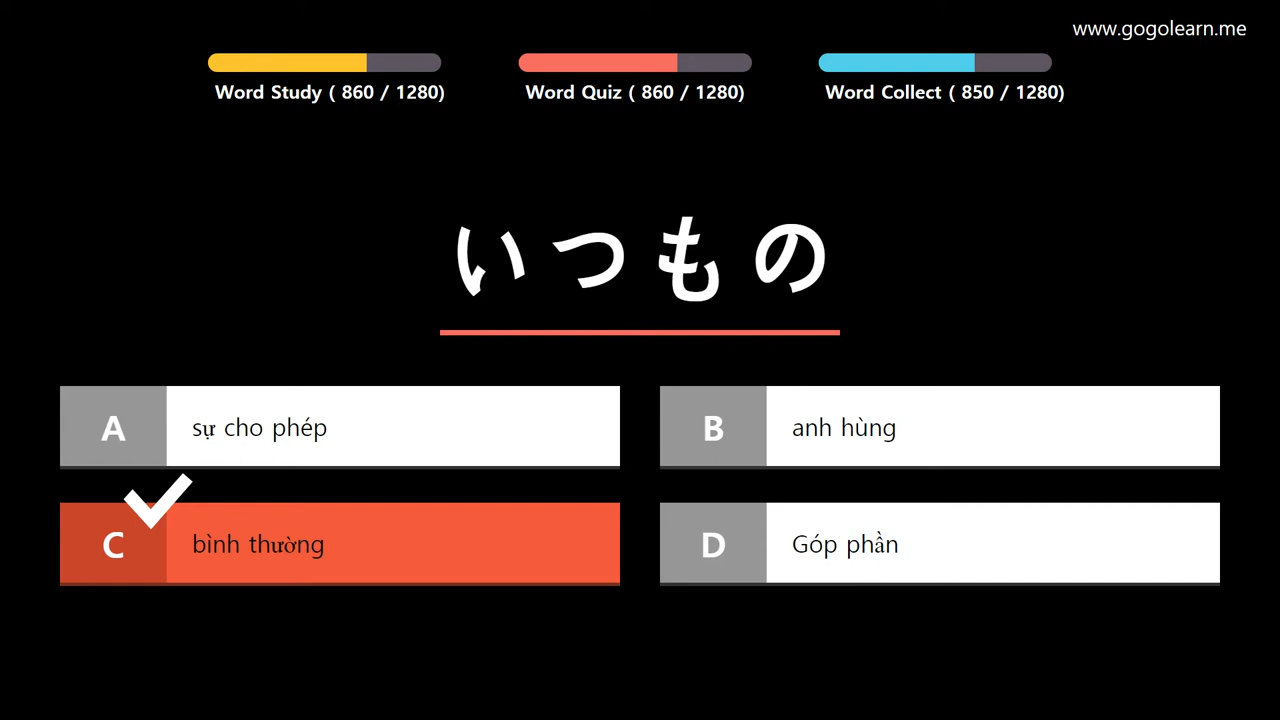 www.gogolearn.me
Word Study ( 860 / 1280)
Word Quiz ( 860 / 1280)
Word Collect ( 850 / 1280)
いつもの
A
sự cho phép
B
anh hùng
C
bình thường
D
Góp phần